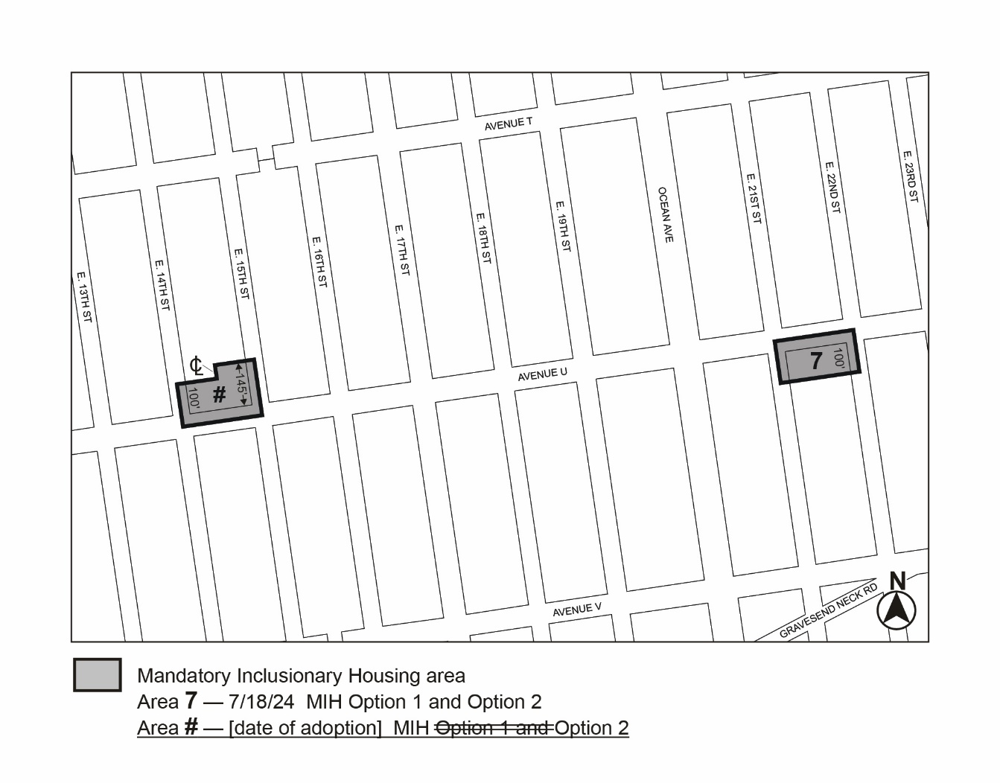 AVENUE T
E. 13TH ST
E. 14TH ST
E. 15TH ST
E. 16TH ST
E. 17TH ST
E. 18TH ST
E. 19TH ST
OCEAN AVE
E. 21ST ST
E. 22ND ST
E. 23RD ST
℄
100'
#
145'
AVENUE U
7
100'
AVENUE V
GRAVESEND NECK RD
N
Mandatory Inclusionary Housing area
Area 7 — 7/18/24 MIH Option 1 and Option 2
Area # — [date of adoption] MIH Option 1 and Option 2